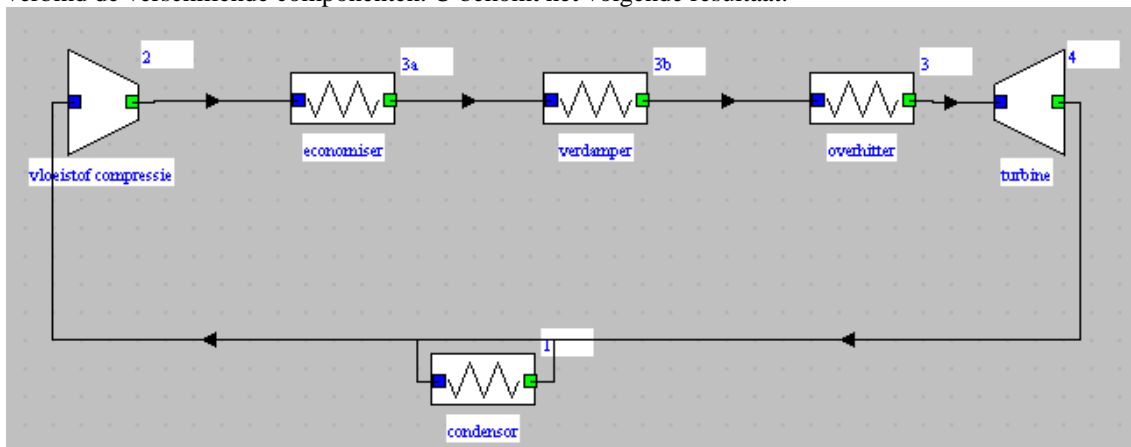 verbind de verschillende componenten. U bekomt het volgende resultaat:
2
3a
3b
3
4
economiser
verdamper
overhitter
vloeistof compressie
turbine
1
condensor